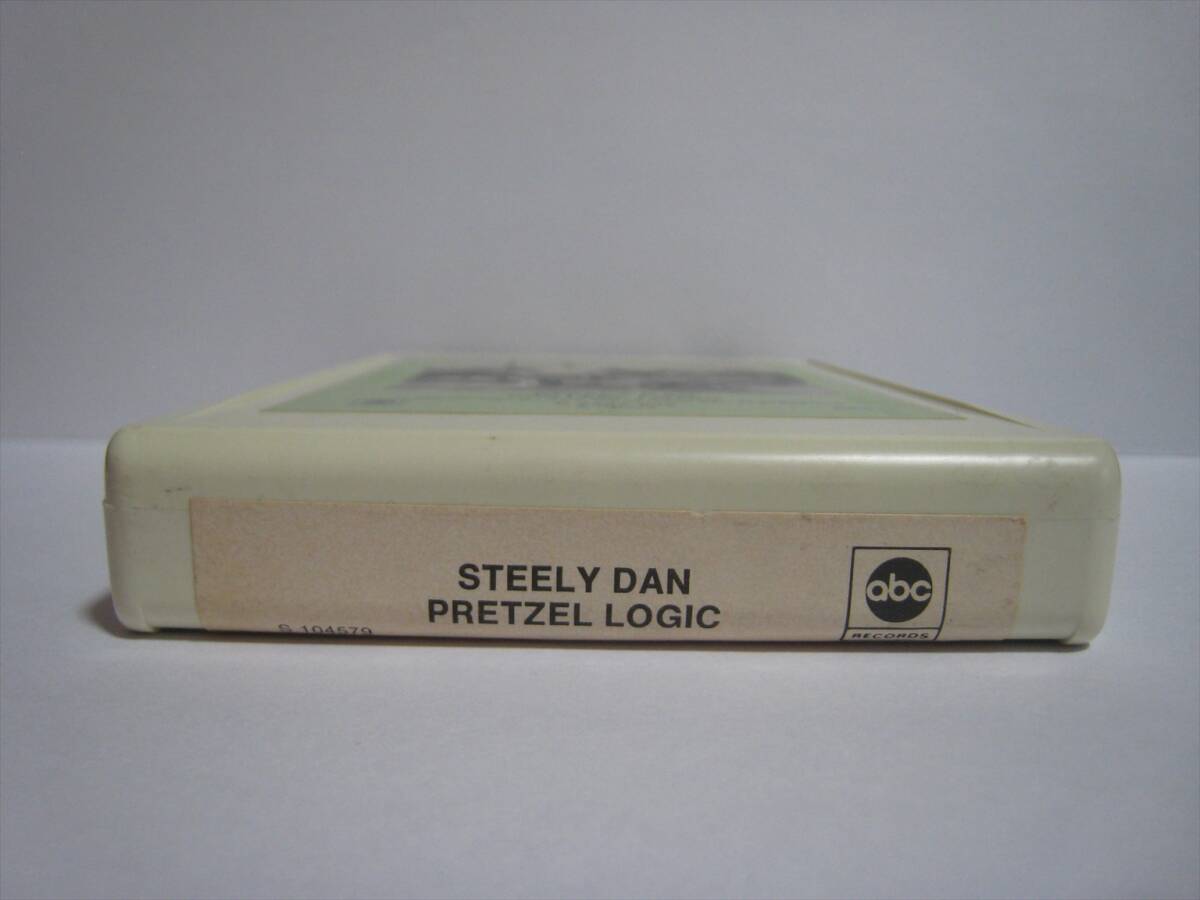 STEELY DAN
PRETZEL LOGIC
S 104579
abc
RECORDS